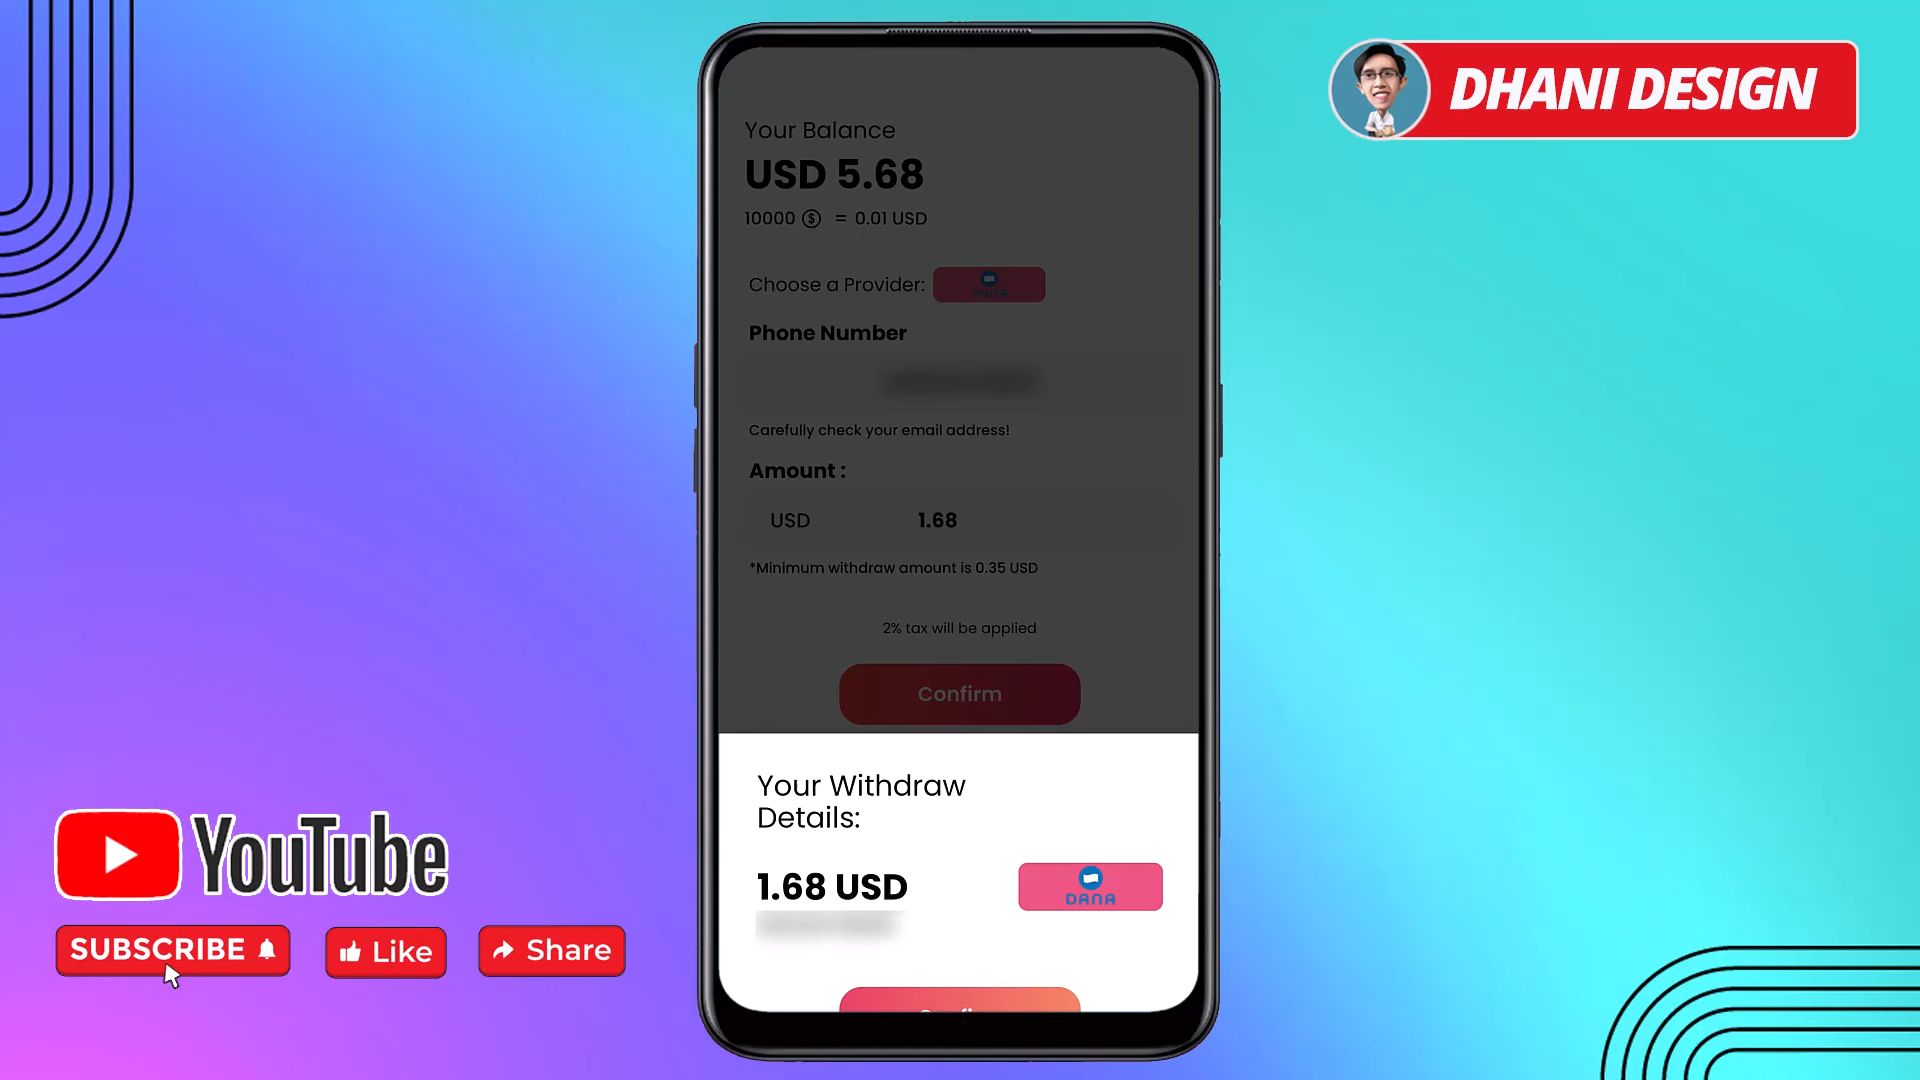 DHANI DESIGN
Your Balance
USD 5.68
10000 $ = 0.01 USD
Choose a Provider: DANA
Phone Number
Carefully check your email address!
Amount :
USD 1.68
*Minimum withdraw amount is 0.35 USD
2% tax will be applied
Confirm
Your Withdraw
Details:
1.68 USD
DANA
YouTube
SUBSCRIBE
Like
Share